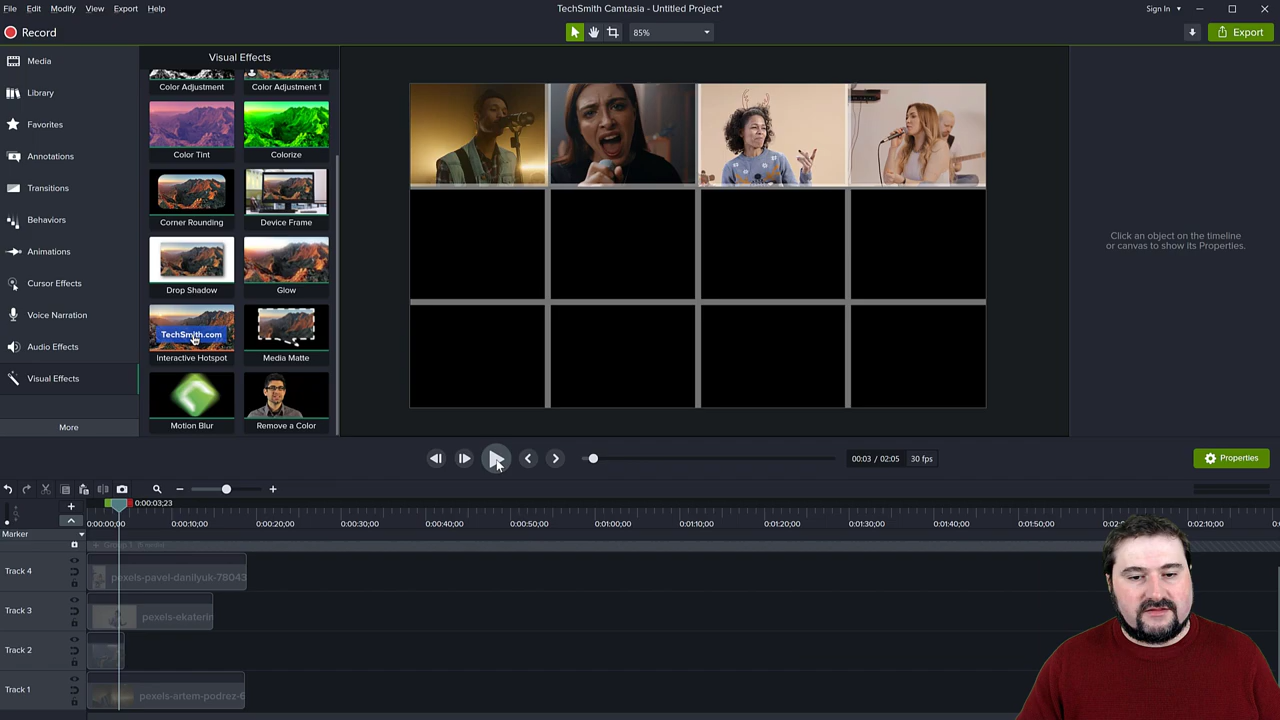 File Edit Modify View Export Help
TechSmith Camtasia - Untitled Project*
Sign In
Record
85%
Export
Media
Library
Favorites
Annotations
Transitions
Behaviors
Animations
Cursor Effects
Voice Narration
Audio Effects
Visual Effects
More
Visual Effects
Color Adjustment Color Adjustment 1
Color Tint Colorize
Corner Rounding Device Frame
Drop Shadow Glow
TechSmith.com
Interactive Hotspot Media Matte
Motion Blur Remove a Color
Click an object on the timeline
or canvas to show its Properties.
00:03 / 02:05 30 fps
Properties
0:00:03;23
0:00:00;00 0:00:10;00 0:00:20;00 0:00:30;00 0:00:40;00 0:00:50;00 0:01:00;00 0:01:10;00 0:01:20;00 0:01:30;00 0:01:40;00 0:01:50;00 0:02:10;00
Marker
Track 4
pexels-pavel-danilyuk-78043
Track 3
pexels-ekaterin
Track 2
Track 1
pexels-artem-podrez-6